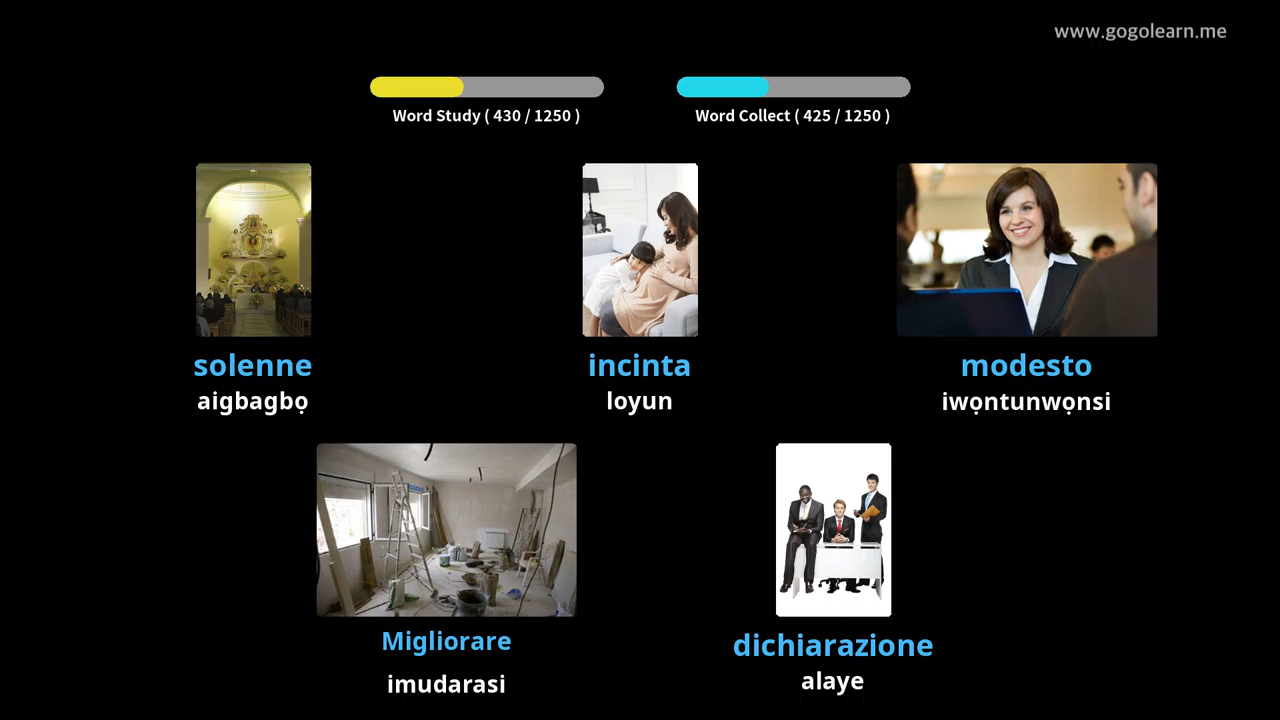 www.gogolearn.me
Word Study ( 430 / 1250 )
Word Collect ( 425 / 1250 )
solenne
aigbagbọ
incinta
loyun
modesto
iwọntunwọnsi
Migliorare
imudarasi
dichiarazione
alaye